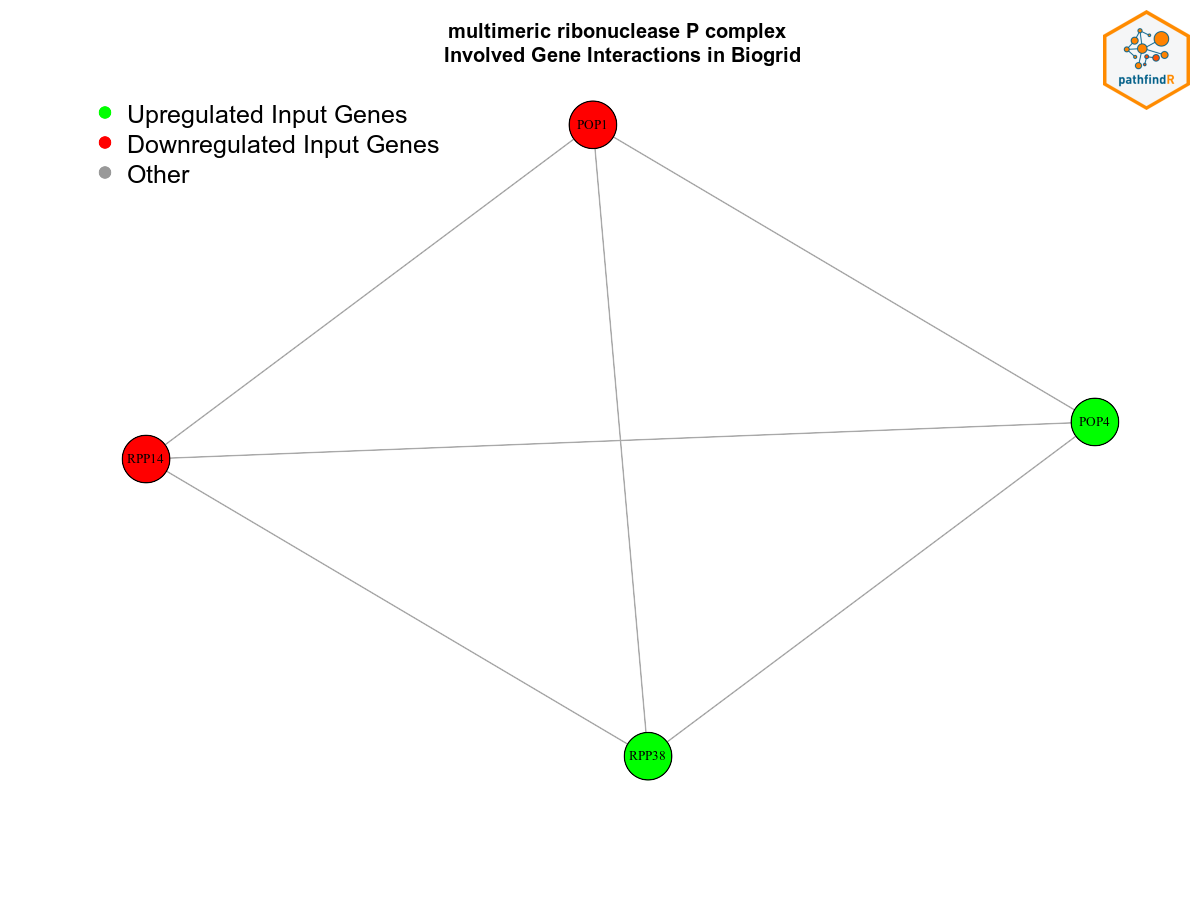 multimeric ribonuclease P complex
Involved Gene Interactions in Biogrid
pathfindR
Upregulated Input Genes
Downregulated Input Genes
Other
POP1
POP4
RPP14
RPP38